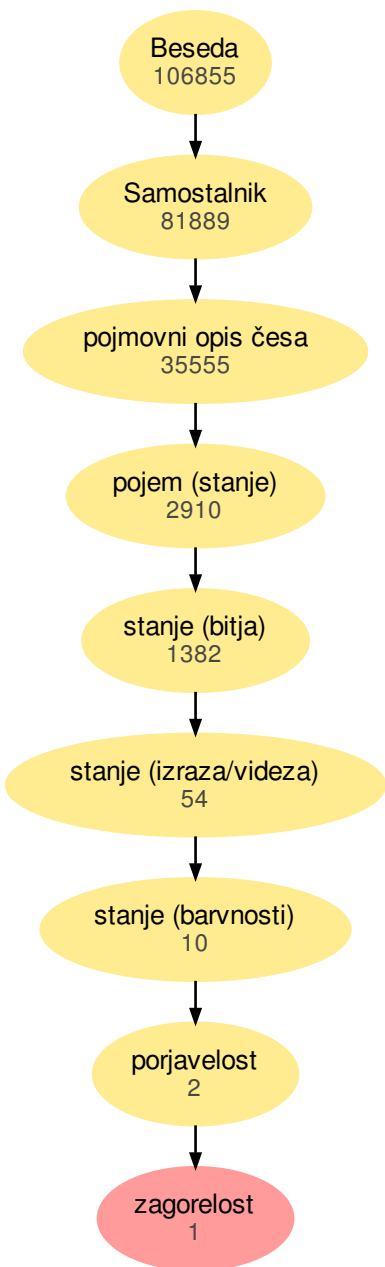 Beseda
106855
Samostalnik
81889
pojmovni opis česa
35555
pojem (stanje)
2910
stanje (bitja)
1382
stanje (izraza/videza)
54
stanje (barvnosti)
10
porjavelost
2
zagorelost
1